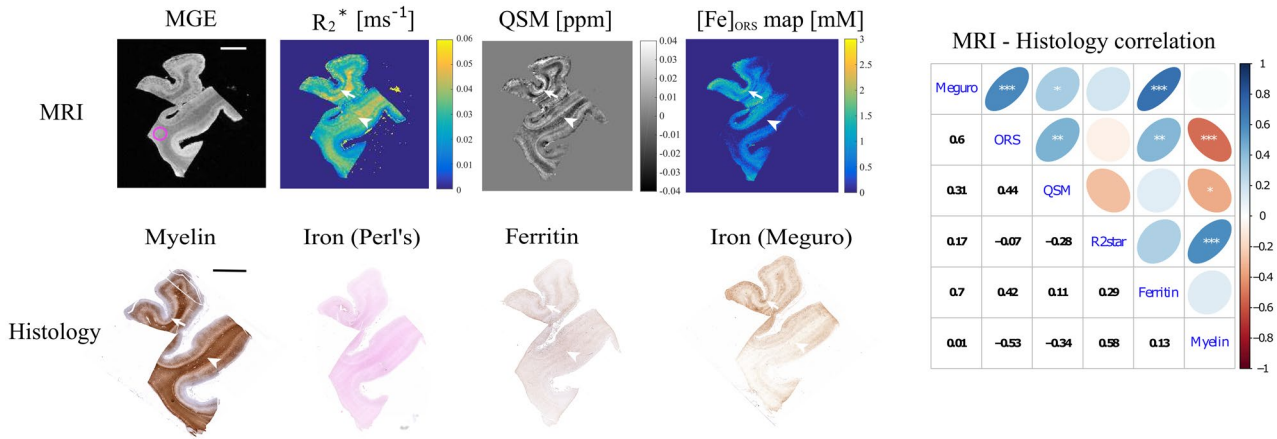 MGE
R₂* [ms⁻¹]
QSM [ppm]
[Fe]ORS map [mM]
MRI
0.06
0.05
0.04
0.03
0.02
0.01
0
0.04
0.03
0.02
0.01
0
-0.01
-0.02
-0.03
-0.04
3
2.5
2
1.5
1
0.5
0
Myelin
Iron (Perl's)
Ferritin
Iron (Meguro)
Histology
MRI - Histology correlation
Meguro *** * ***
0.6 ORS ** ** ***
0.31 0.44 QSM *
0.17 −0.07 −0.28 R2star ***
0.7 0.42 0.11 0.29 Ferritin
0.01 −0.53 −0.34 0.58 0.13 Myelin
1
0.8
0.6
0.4
0.2
0
−0.2
−0.4
−0.6
−0.8
−1